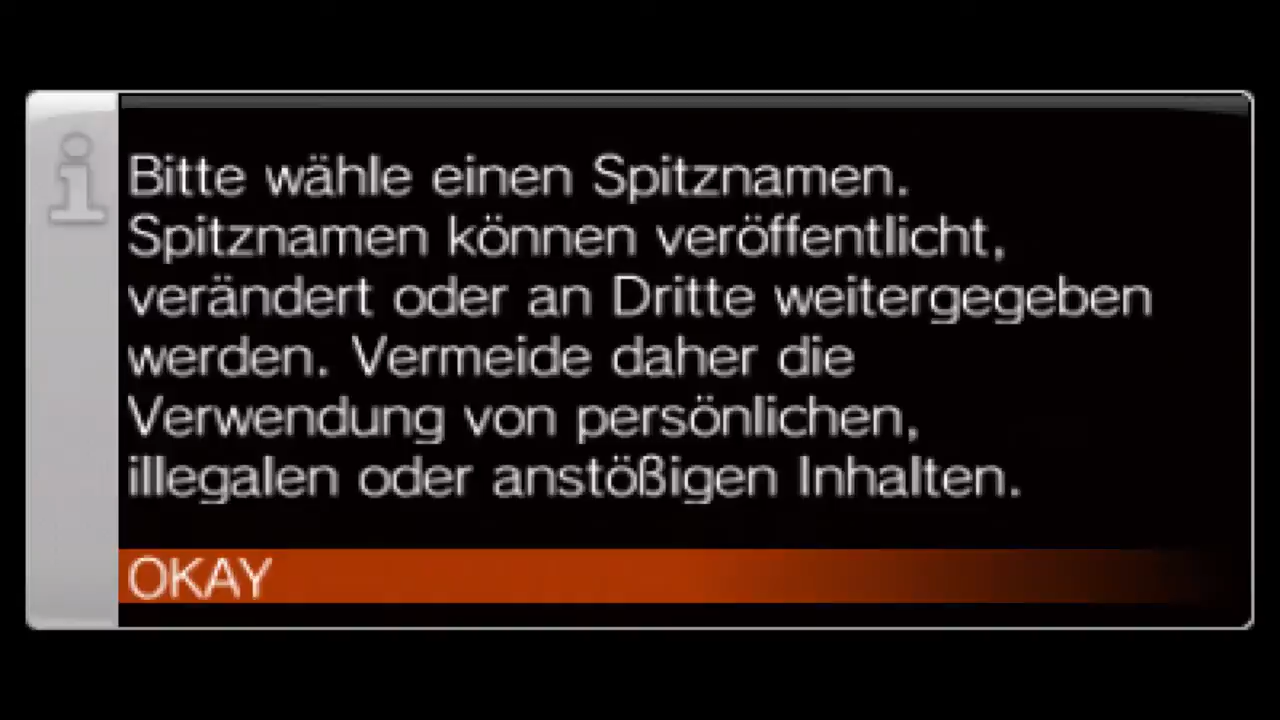 Bitte wähle einen Spitznamen.
Spitznamen können veröffentlicht,
verändert oder an Dritte weitergegeben
werden. Vermeide daher die
Verwendung von persönlichen,
illegalen oder anstößigen Inhalten.
OKAY